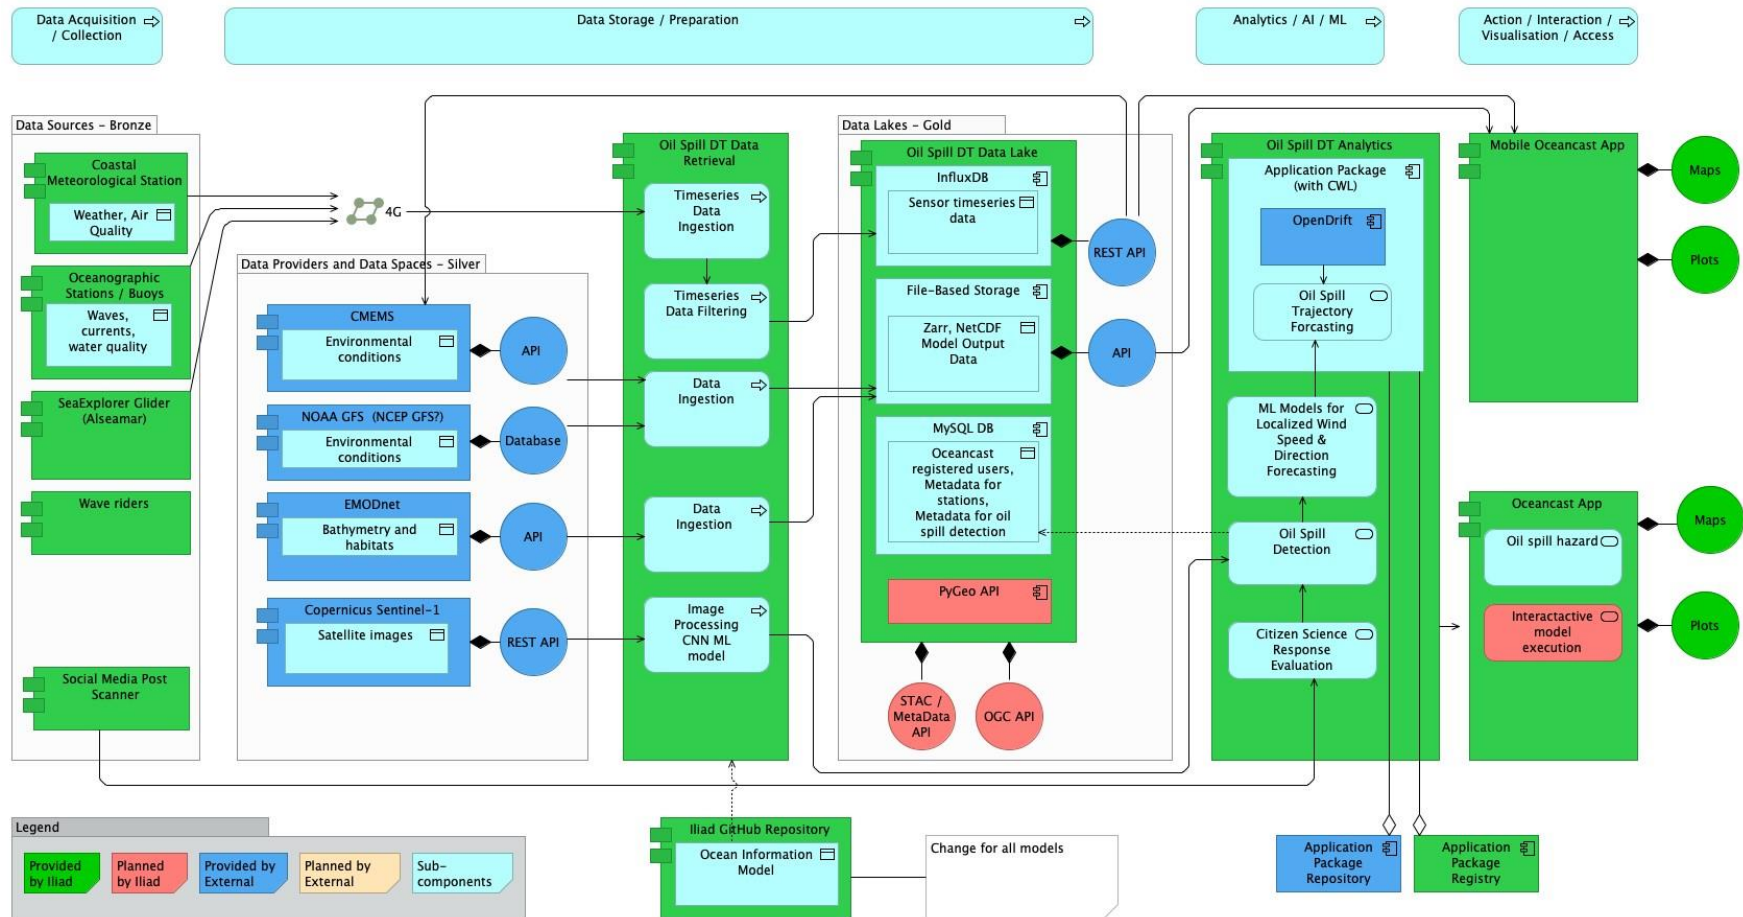 Data Acquisition
/ Collection
Data Storage / Preparation
Analytics / AI / ML
Action / Interaction /
Visualisation / Access
Data Sources - Bronze
Coastal
Meteorological Station
Weather, Air
Quality
Oceanographic
Stations / Buoys
Waves,
currents,
water quality
SeaExplorer Glider
(Alseamar)
Wave riders
Social Media Post
Scanner
4G
Data Providers and Data Spaces - Silver
CMEMS
Environmental
conditions
API
NOAA GFS (NCEP GFS?)
Environmental
conditions
Database
EMODnet
Bathymetry and
habitats
API
Copernicus Sentinel-1
Satellite images
REST API
Oil Spill DT Data
Retrieval
Timeseries
Data
Ingestion
Timeseries
Data Filtering
Data
Ingestion
Data
Ingestion
Image
Processing
CNN ML
model
Data Lakes - Gold
Oil Spill DT Data Lake
InfluxDB
Sensor timeseries
data
REST API
File-Based Storage
Zarr, NetCDF
Model Output
Data
API
MySQL DB
Oceancast
registered users,
Metadata for
stations,
Metadata for oil
spill detection
PyGeo API
STAC /
MetaData
API
OGC API
Oil Spill DT Analytics
Application Package
(with CWL)
OpenDrift
Oil Spill
Trajectory
Forcasting
ML Models for
Localized Wind
Speed &
Direction
Forecasting
Oil Spill
Detection
Citizen Science
Response
Evaluation
Mobile Oceancast App
Maps
Plots
Oceancast App
Oil spill hazard
Interactactive
model
execution
Maps
Plots
Legend
Provided
by Iliad
Planned
by Iliad
Provided by
External
Planned by
External
Sub-
components
Iliad GitHub Repository
Ocean Information
Model
Change for all models
Application
Package
Repository
Application
Package
Registry